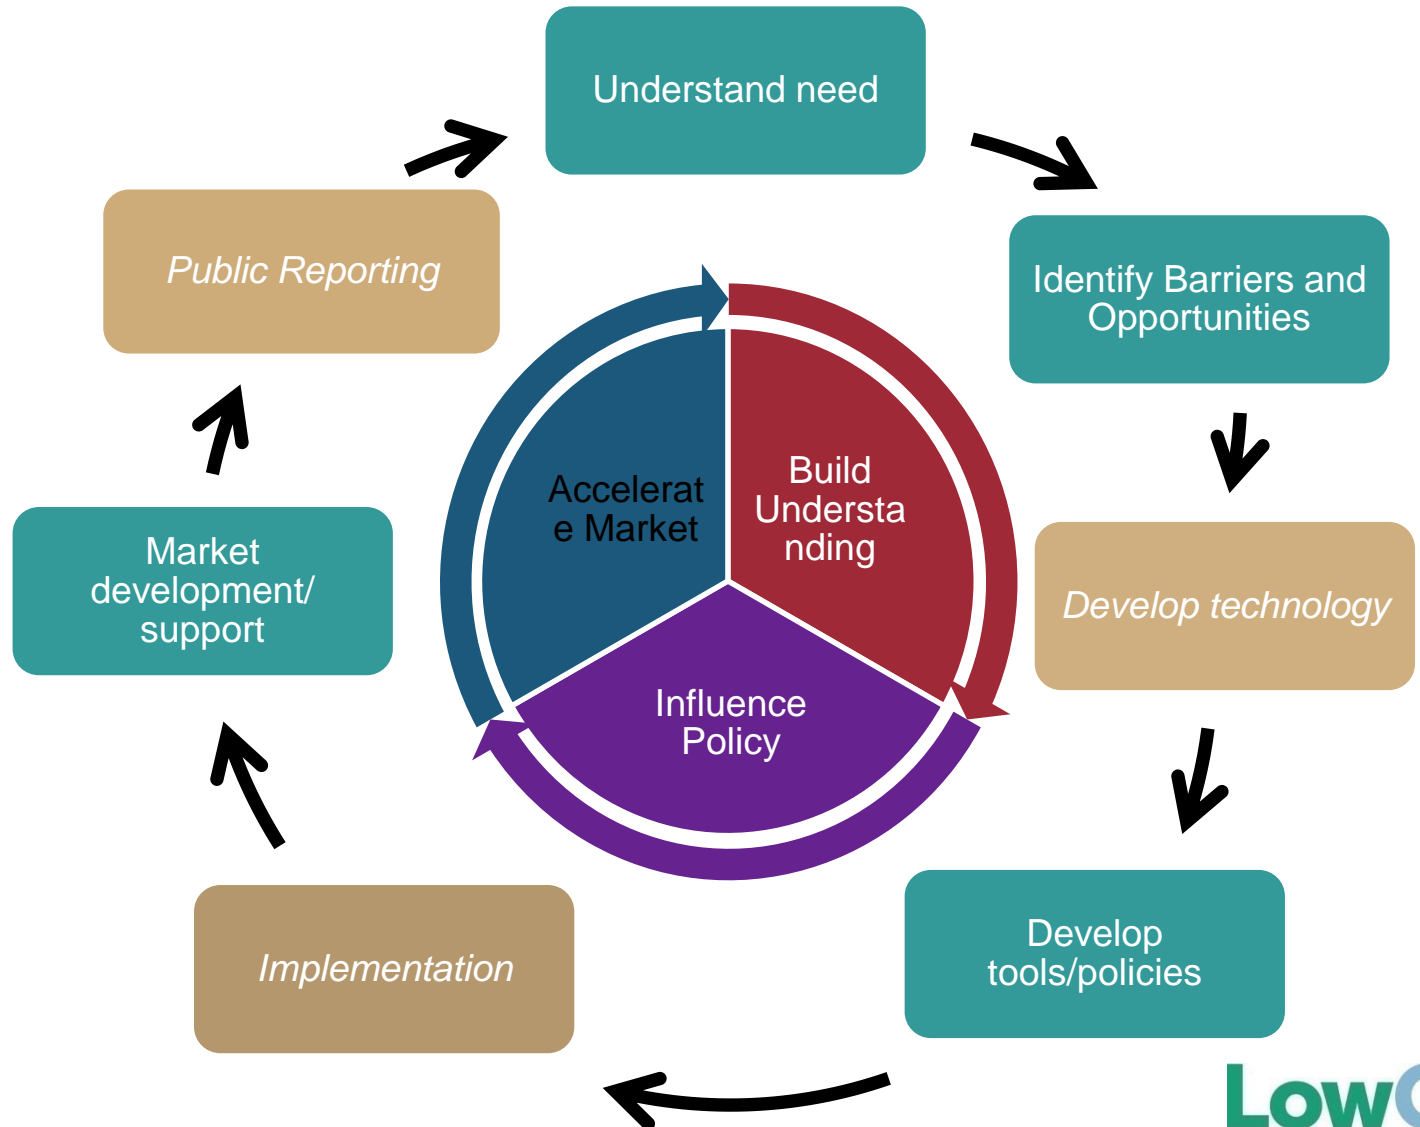 Understand need
Public Reporting
Identify Barriers and
Opportunities
Accelerat
e Market
Build
Understa
nding
Market
development/
support
Develop technology
Influence
Policy
Implementation
Develop
tools/policies
LowC